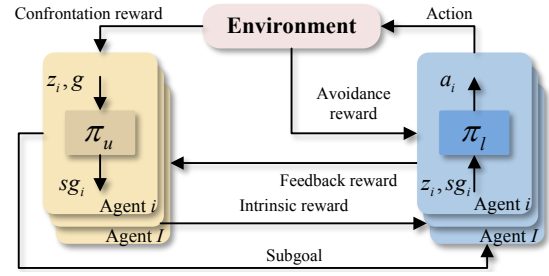 Confrontation reward
Environment
Action
z_i, g
π_u
sg_i
Agent i
Agent I
Avoidance
reward
Feedback reward
Intrinsic reward
Subgoal
a_i
π_l
z_i, sg_i
Agent i
Agent I